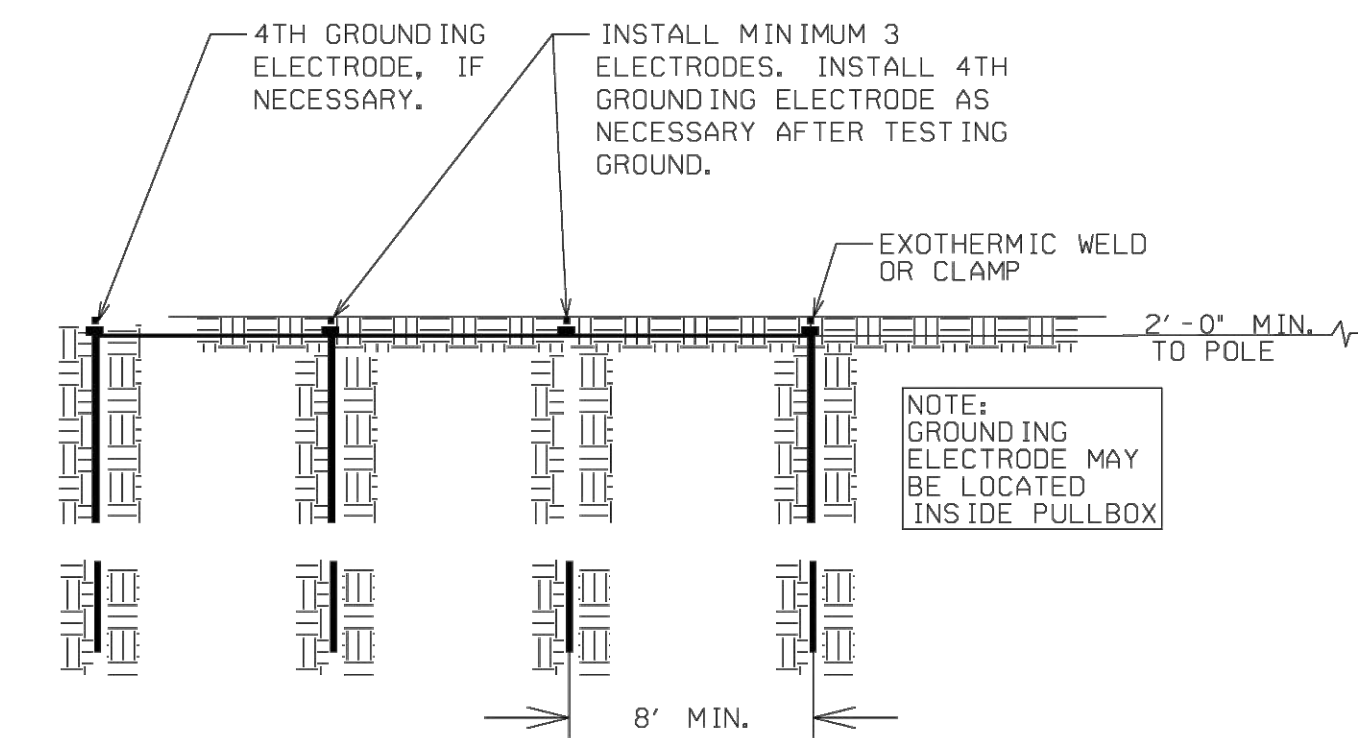 4TH GROUNDING
ELECTRODE, IF
NECESSARY.
INSTALL MINIMUM 3
ELECTRODES. INSTALL 4TH
GROUNDING ELECTRODE AS
NECESSARY AFTER TESTING
GROUND.
EXOTHERMIC WELD
OR CLAMP
2'-0" MIN.
TO POLE
NOTE:
GROUNDING
ELECTRODE MAY
BE LOCATED
INSIDE PULLBOX
8' MIN.